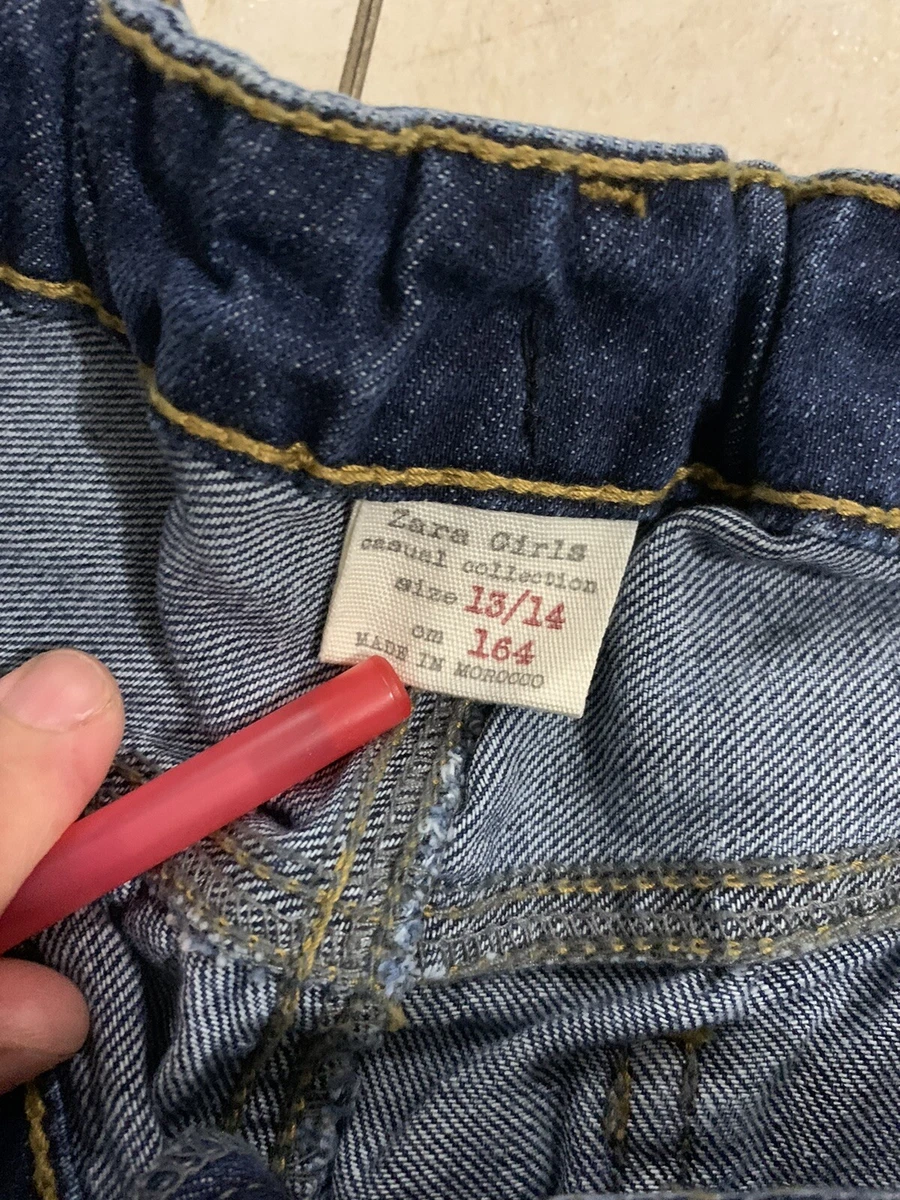 Zara Girls
casual collection
size 13/14
cm 164
MADE IN MOROCCO